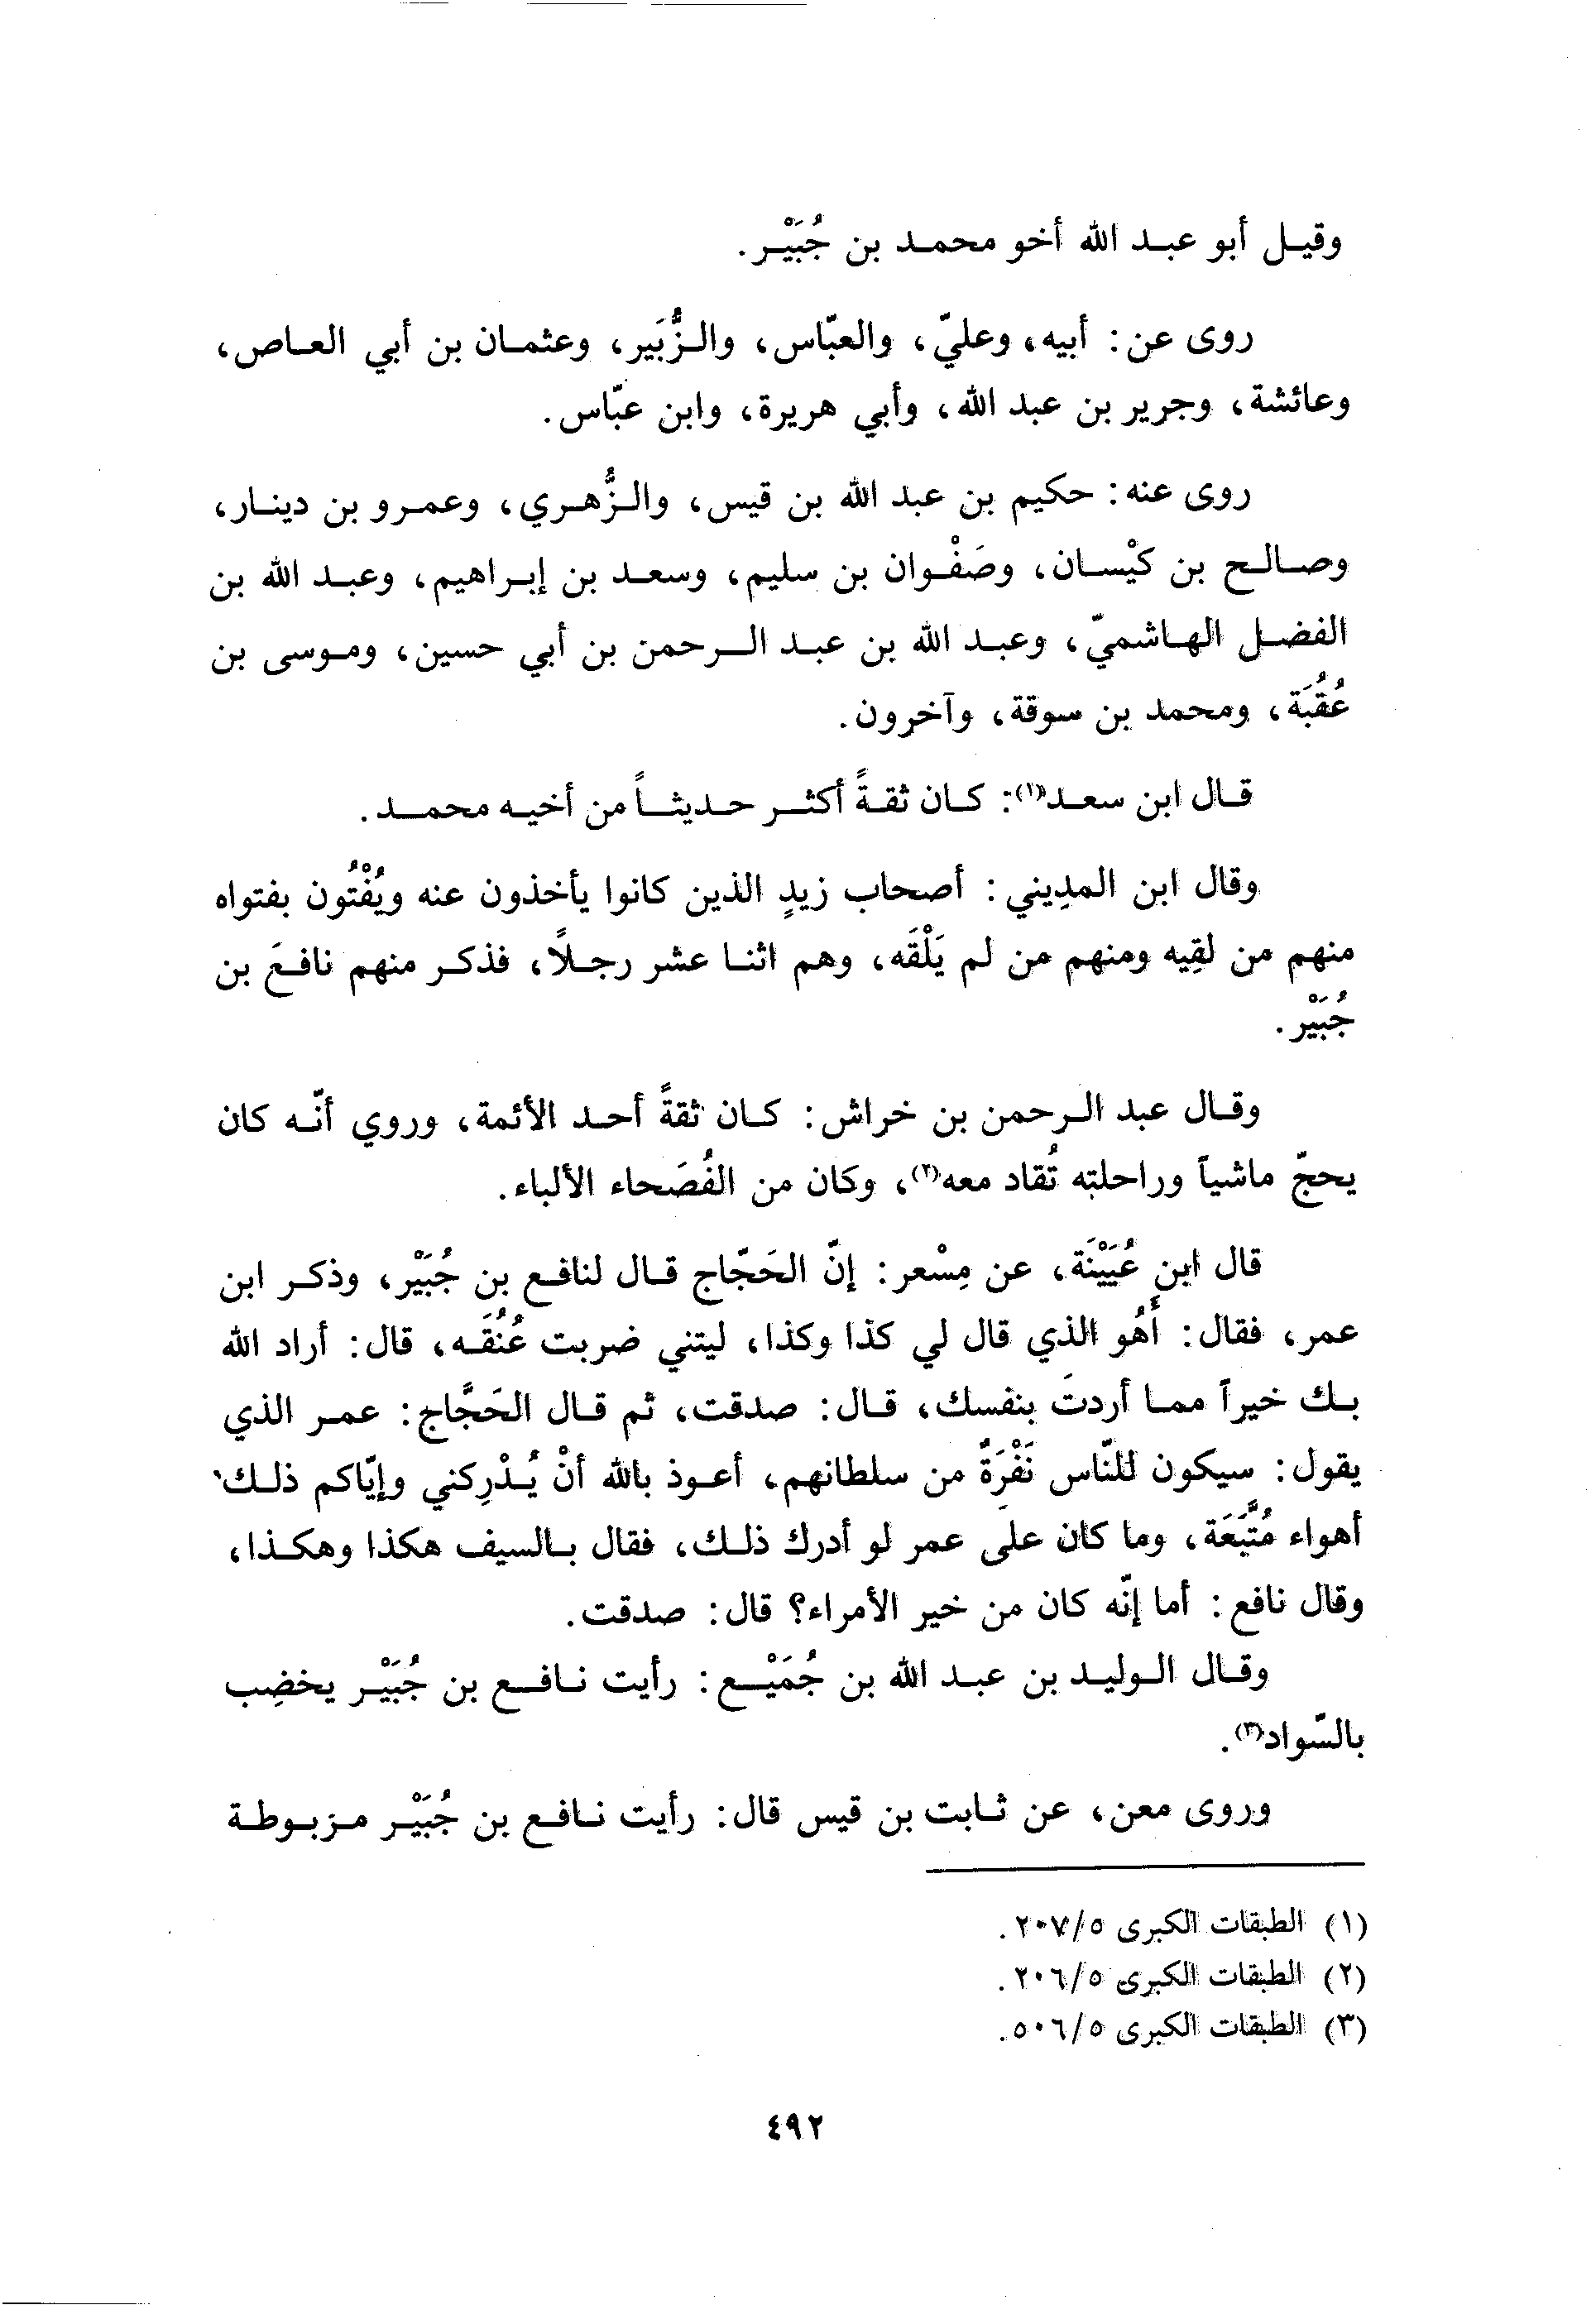 وقيل أبو عبد الله أخو محمد بن جُبَيْر.
روى عن: أبيه، وعليّ، والعبّاس، والزُّبَير، وعثمان بن أبي العاص،
وعائشة، وجرير بن عبد الله، وأبي هريرة، وابن عبّاس.
روى عنه: حكيم بن عبد الله بن قيس، والزُّهري، وعمرو بن دينار،
وصالح بن كيْسان، وصَفْوان بن سليم، وسعد بن إبراهيم، وعبد الله بن
الفضل الهاشميّ، وعبد الله بن عبد الرحمن بن أبي حسين، وموسى بن
عُقُبَة، ومحمد بن سوقة، وآخرون.
قال ابن سعد(١): كان ثقةً أكثر حديثاً من أخيه محمد.
وقال ابن المدِيني: أصحاب زيدٍ الذين كانوا يأخذون عنه ويُفْتُون بفتواه
منهم من لقِيه ومنهم من لم يَلْقَه، وهم اثنا عشر رجلاً، فذكر منهم نافعَ بن
جُبَيْر.
وقال عبد الرحمن بن خراش: كان ثقةً أحد الأئمة، وروي أنّه كان
يحجّ ماشياً وراحلته تُقاد معه(٢)، وكان من الفُصَحاء الألباء.
قال ابن عُيَيْنَة، عن مِسْعر: إنّ الحَجّاج قال لنافع بن جُبَيْر، وذكر ابن
عمر، فقال: أَهُو الذي قال لي كذا وكذا، ليتني ضربت عُنُقَه، قال: أراد الله
بك خيراً مما أردتَ بنفسك، قال: صدقت، ثم قال الحَجَّاج: عمر الذي
يقول: سيكون للنّاس نَفْرَةٌ من سلطانهم، أعوذ بالله أنْ يُدْرِكني وإيّاكم ذلك،
أهواء مُتَّبَعَة، وما كان على عمر لو أدرك ذلك، فقال بالسيف هكذا وهكذا،
وقال نافع: أما إنّه كان من خير الأمراء؟ قال: صدقت.
وقال الوليد بن عبد الله بن جُمَيْع: رأيت نافع بن جُبَيْر يخضِب
بالسّواد(٣).
وروى معن، عن ثابت بن قيس قال: رأيت نافع بن جُبَيْر مزبوطة
(١) الطبقات الكبرى ٥/٢٠٧.
(٢) الطبقات الكبرى ٥/٢٠٦.
(٣) الطبقات الكبرى ٥/٥٠٦.
٤٩٢